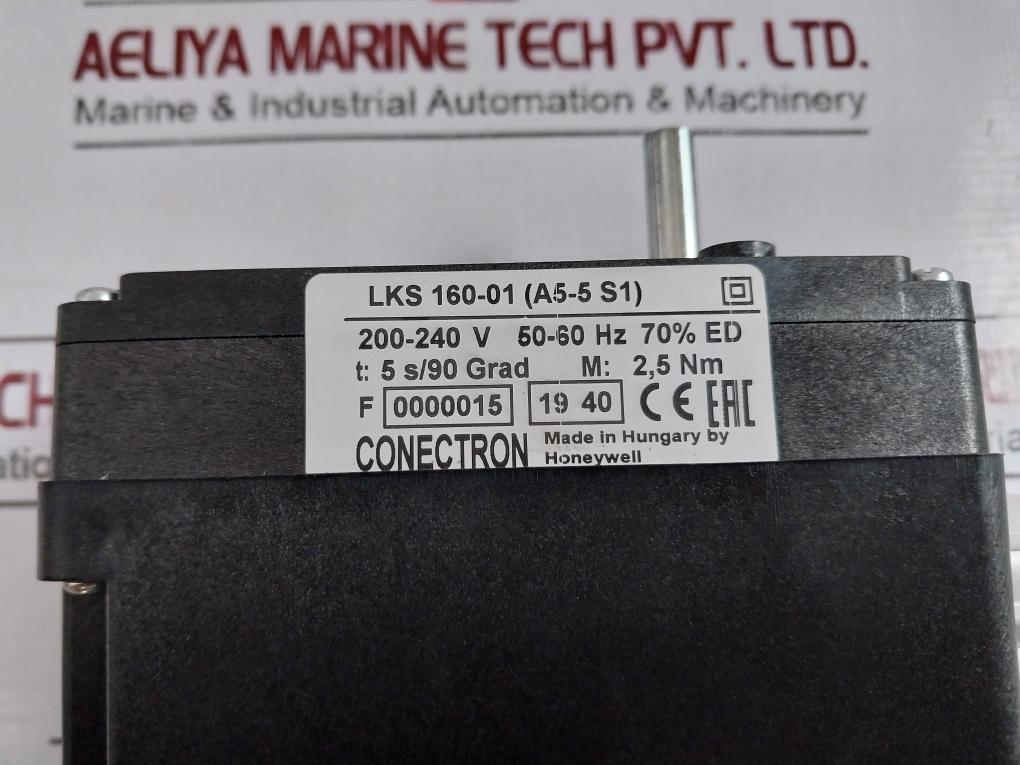 AELIYA MARINE TECH PVT. LTD.
Marine & Industrial Automation & Machinery
LKS 160-01 (A5-5 S1)
200-240 V 50-60 Hz 70% ED
t: 5 s/90 Grad M: 2,5 Nm
F 0000015 19 40 CE EAC
CONECTRON Made in Hungary by
Honeywell